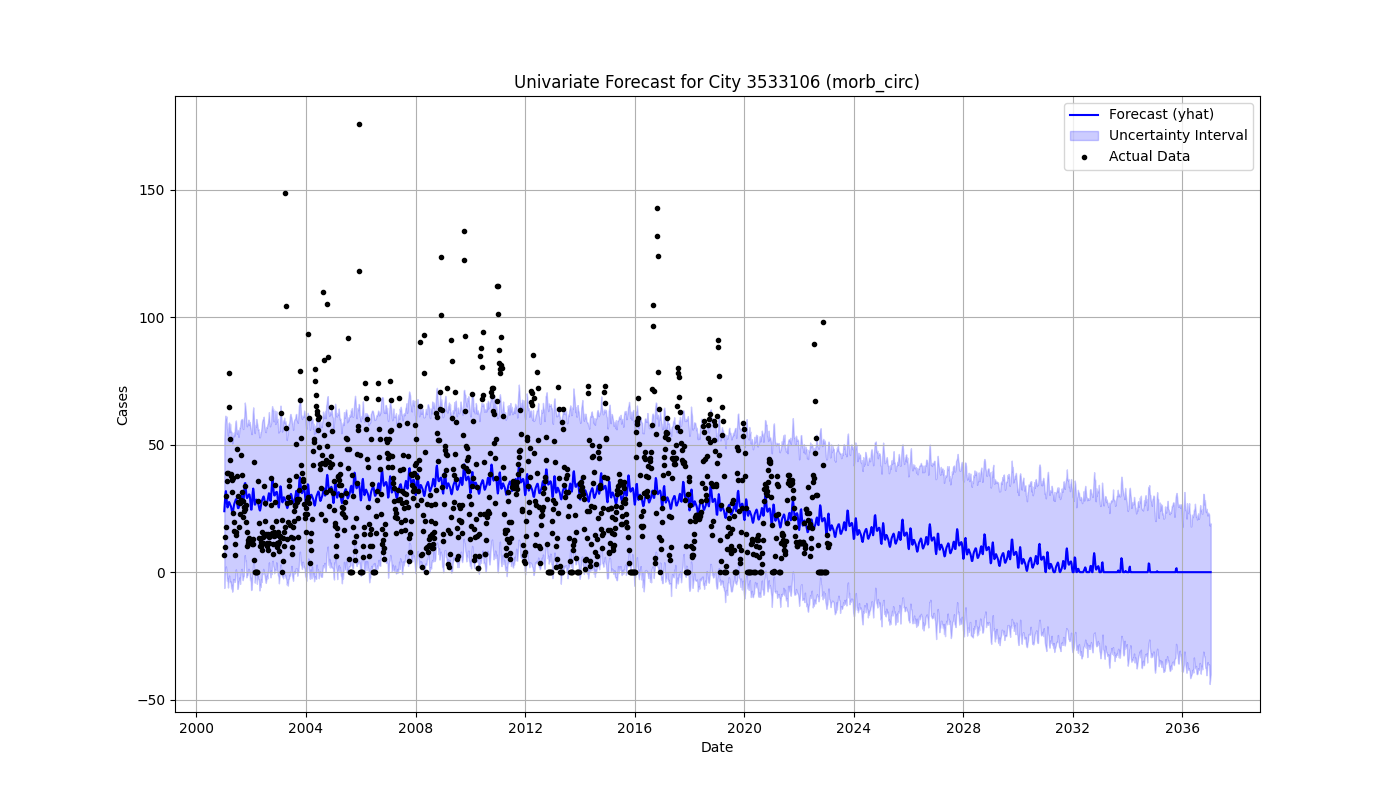 Univariate Forecast for City 3533106 (morb_circ)
Forecast (yhat)
Uncertainty Interval
Actual Data
Cases
150
100
50
0
−50
2000 2004 2008 2012 2016 2020 2024 2028 2032 2036
Date